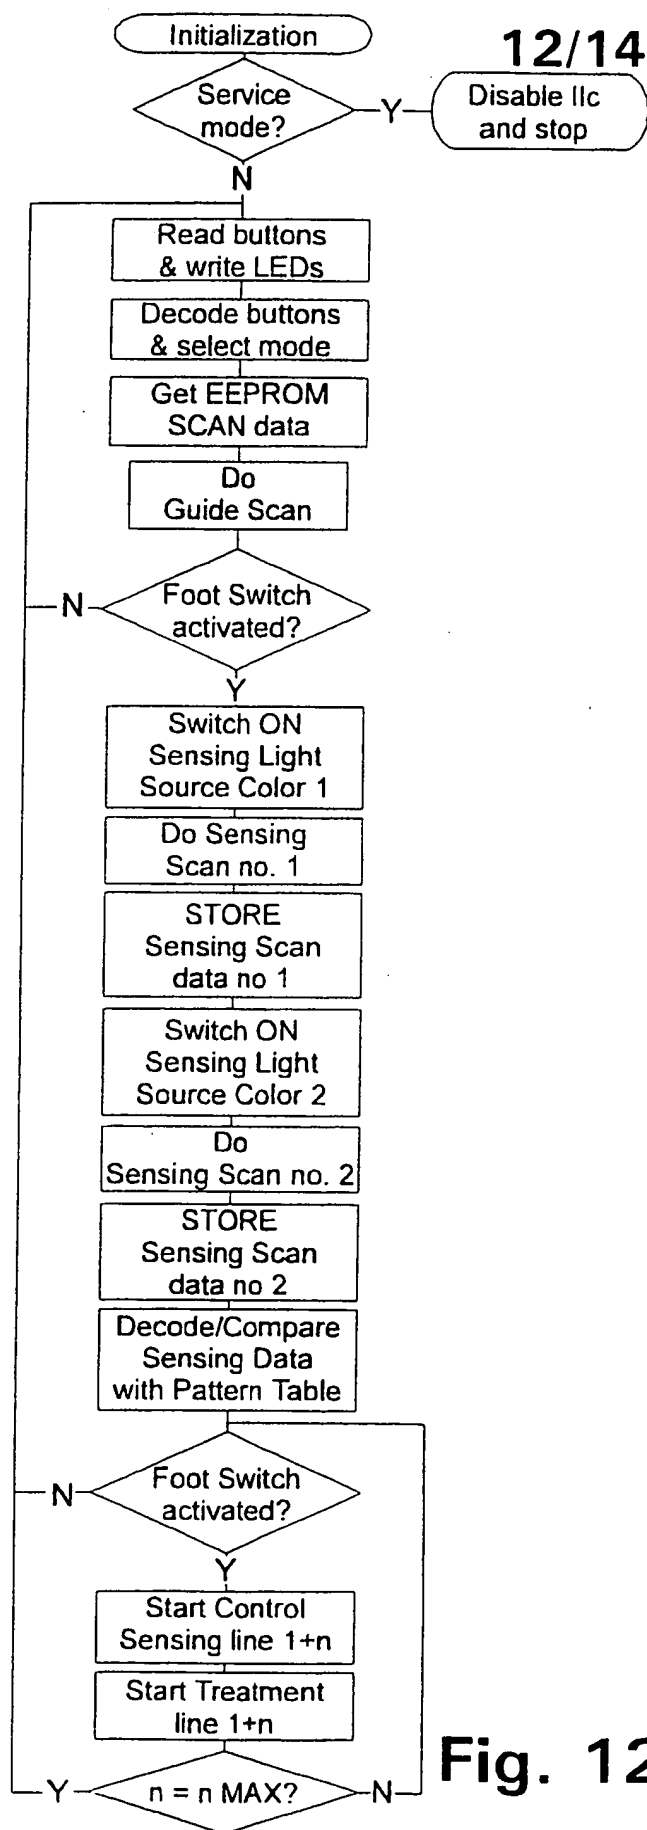 Initialization
12/14
Service
mode?
Y
Disable IIc
and stop
N
Read buttons
& write LEDs
Decode buttons
& select mode
Get EEPROM
SCAN data
Do
Guide Scan
Foot Switch
activated?
N
Y
Switch ON
Sensing Light
Source Color 1
Do Sensing
Scan no. 1
STORE
Sensing Scan
data no 1
Switch ON
Sensing Light
Source Color 2
Do
Sensing Scan no. 2
STORE
Sensing Scan
data no 2
Decode/Compare
Sensing Data
with Pattern Table
Foot Switch
activated?
N
Y
Start Control
Sensing line 1+n
Start Treatment
line 1+n
Y
n = n MAX?
N
Fig. 12